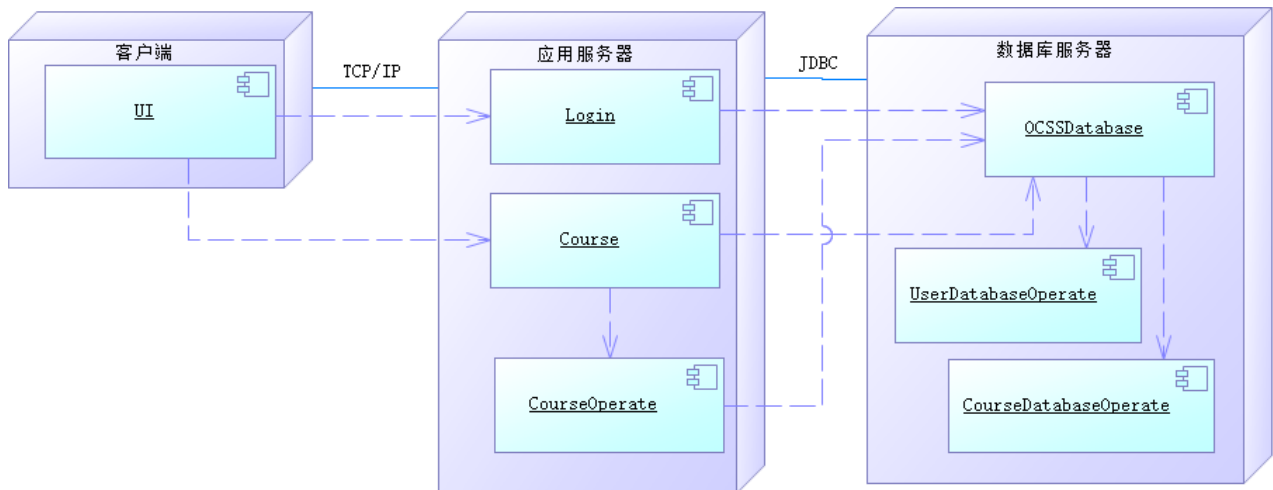 客户端
UI
TCP/IP
应用服务器
Login
Course
CourseOperate
JDBC
数据库服务器
OCSSDatabase
UserDatabaseOperate
CourseDatabaseOperate